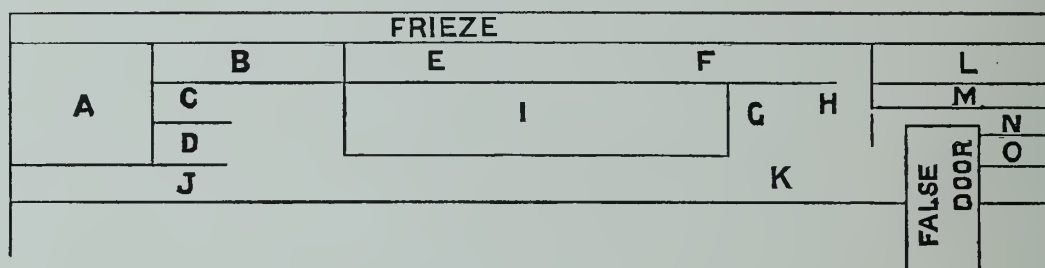 FRIEZE
B E F L
A C I G H M
D N
O
J K
FALSE
DOOR